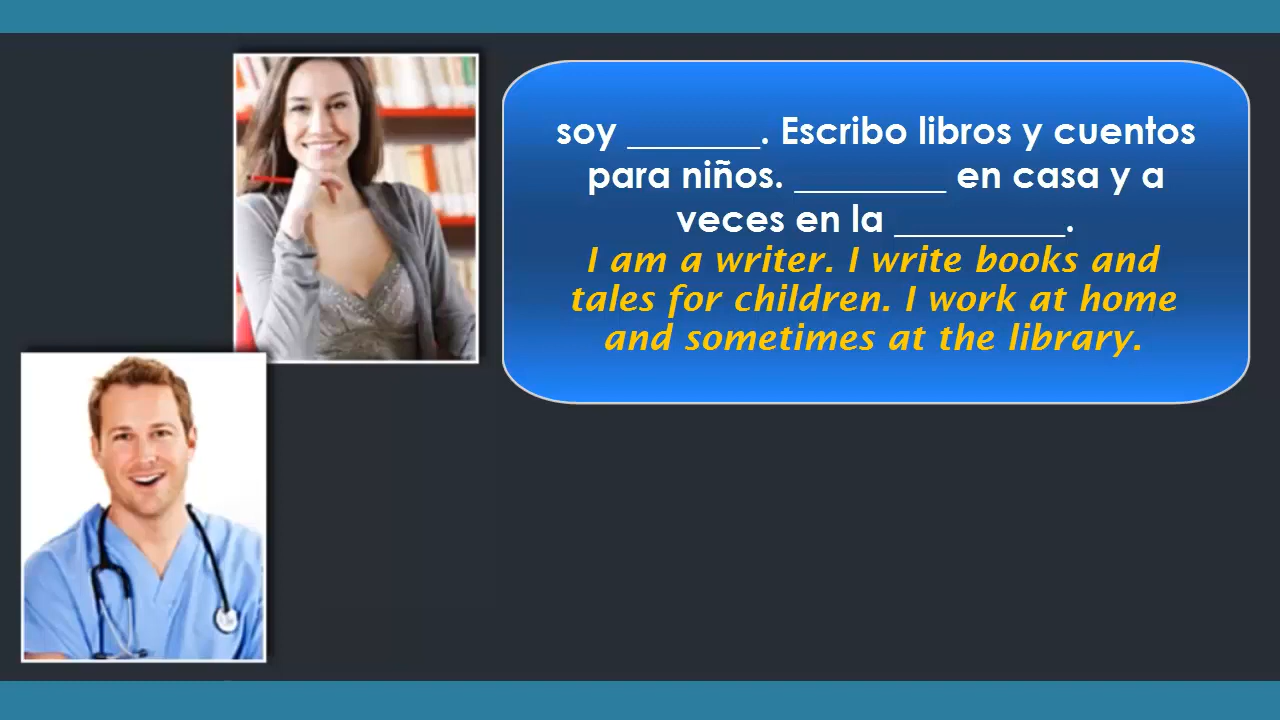 soy _______. Escribo libros y cuentos
para niños. ________ en casa y a
veces en la _________.
I am a writer. I write books and
tales for children. I work at home
and sometimes at the library.